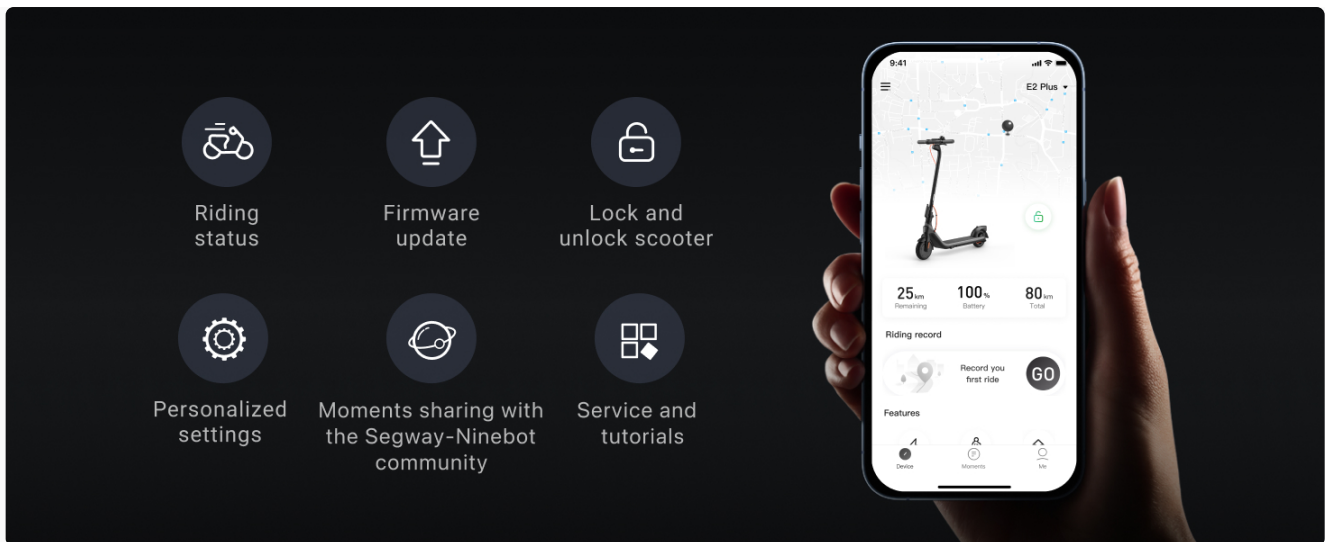 Riding
status
Firmware
update
Lock and
unlock scooter
Personalized
settings
Moments sharing with
the Segway-Ninebot
community
Service and
tutorials
9:41
E2 Plus
25km
Remaining
100%
Battery
80km
Total
Riding record
Record you
first ride
GO
Features
Device
Moments
Me